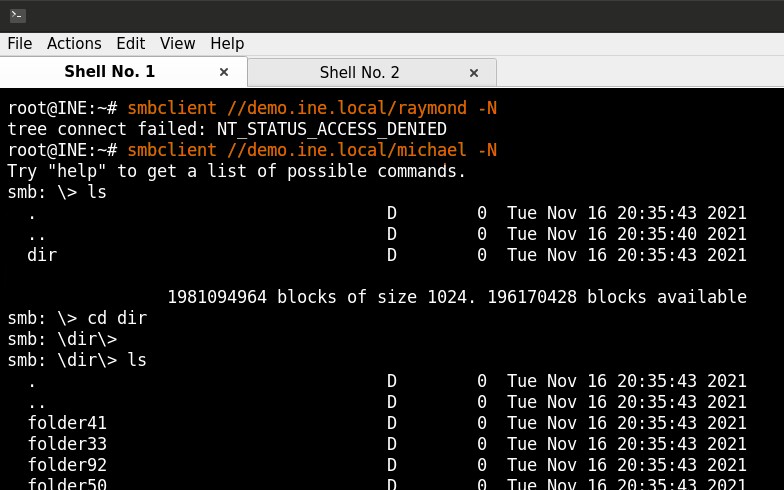 File Actions Edit View Help
Shell No. 1 × Shell No. 2 ×
root@INE:~# smbclient //demo.ine.local/raymond -N
tree connect failed: NT_STATUS_ACCESS_DENIED
root@INE:~# smbclient //demo.ine.local/michael -N
Try "help" to get a list of possible commands.
smb: \> ls
  .                                   D        0  Tue Nov 16 20:35:43 2021
  ..                                  D        0  Tue Nov 16 20:35:40 2021
  dir                                 D        0  Tue Nov 16 20:35:43 2021
                1981094964 blocks of size 1024. 196170428 blocks available
smb: \> cd dir
smb: \dir\>
smb: \dir\> ls
  .                                   D        0  Tue Nov 16 20:35:43 2021
  ..                                  D        0  Tue Nov 16 20:35:43 2021
  folder41                            D        0  Tue Nov 16 20:35:43 2021
  folder33                            D        0  Tue Nov 16 20:35:43 2021
  folder92                            D        0  Tue Nov 16 20:35:43 2021
  folder50                            D        0  Tue Nov 16 20:35:43 2021